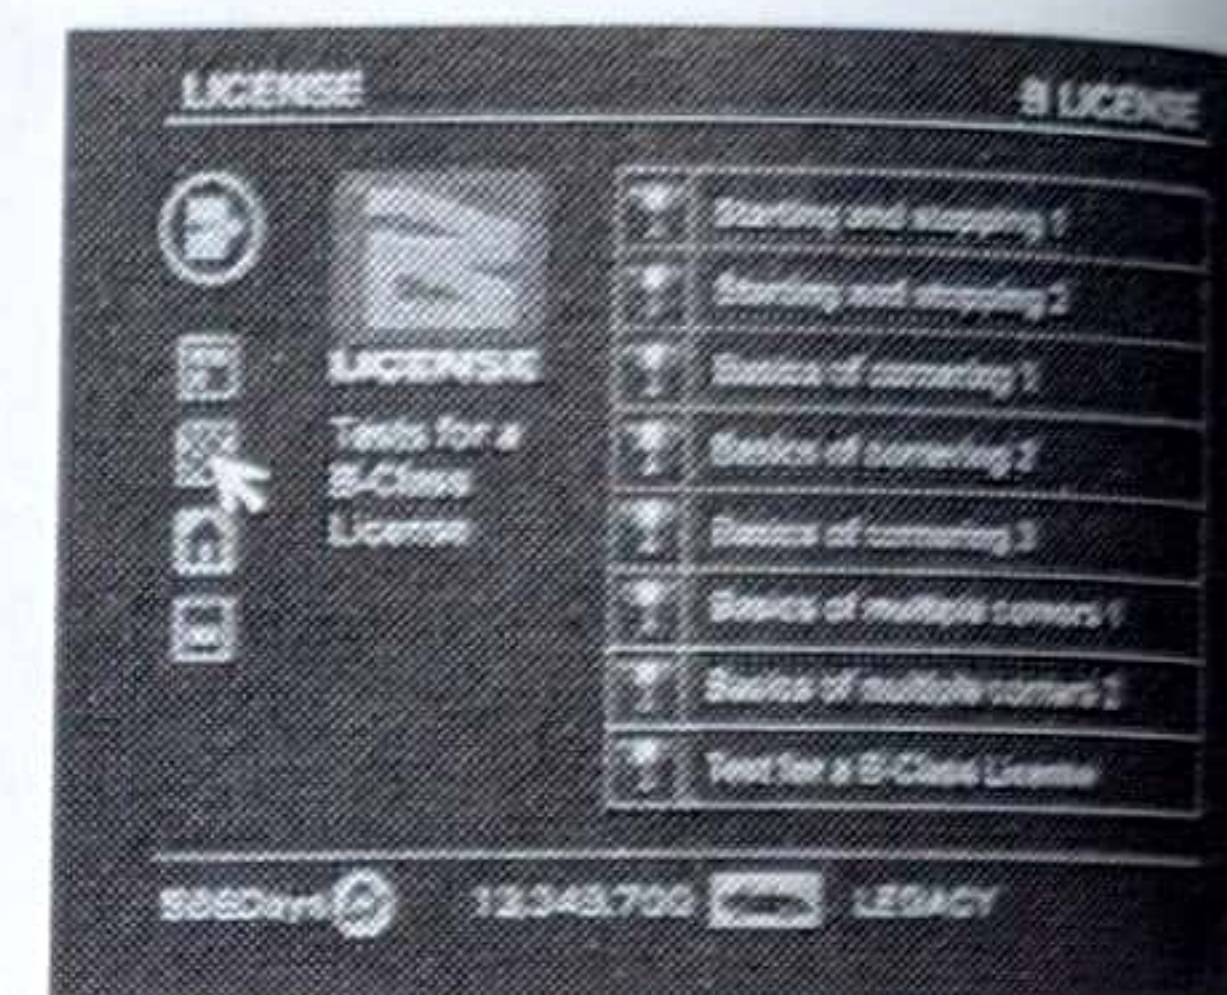 LICENSE
B LICENSE
LICENSE
Tests for a
B-Class
License
Starting and stopping 1
Starting and stopping 2
Basics of cornering 1
Basics of cornering 2
Basics of cornering 3
Basics of multiple corners 1
Basics of multiple corners 2
Test for a B-Class License
LEGACY